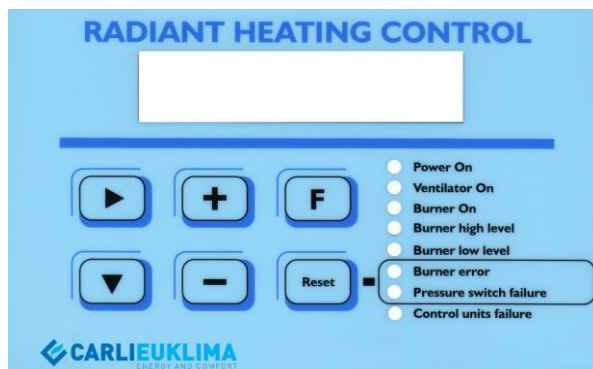 RADIANT HEATING CONTROL
Power On
Ventilator On
+ F
Burner On
Burner high level
Burner low level
Burner error
− Reset
Pressure switch failure
Control units failure
CARLIEUKLIMA
ENERGY AND COMFORT